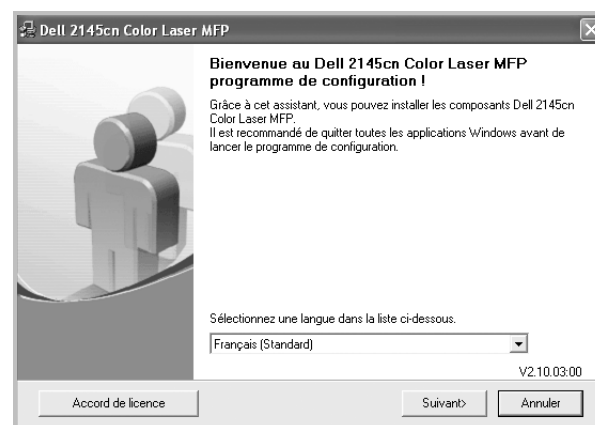 Dell 2145cn Color Laser MFP
Bienvenue au Dell 2145cn Color Laser MFP
programme de configuration !
Grâce à cet assistant, vous pouvez installer les composants Dell 2145cn
Color Laser MFP.
Il est recommandé de quitter toutes les applications Windows avant de
lancer le programme de configuration.
Sélectionnez une langue dans la liste ci-dessous.
Français (Standard)
V2.10.03:00
Accord de licence
Suivant>
Annuler